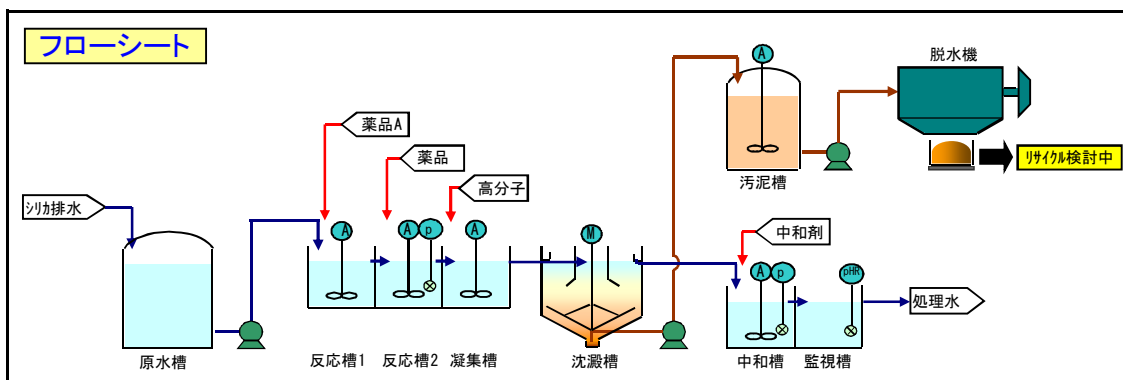 フローシート
A
脱水機
薬品A
薬品
高分子
ﾘｻｲｸﾙ検討中
汚泥槽
ｼﾘｶ排水
A
A
p
A
M
中和剤
A
p
pHR
処理水
原水槽
反応槽1
反応槽2
凝集槽
沈澱槽
中和槽
監視槽